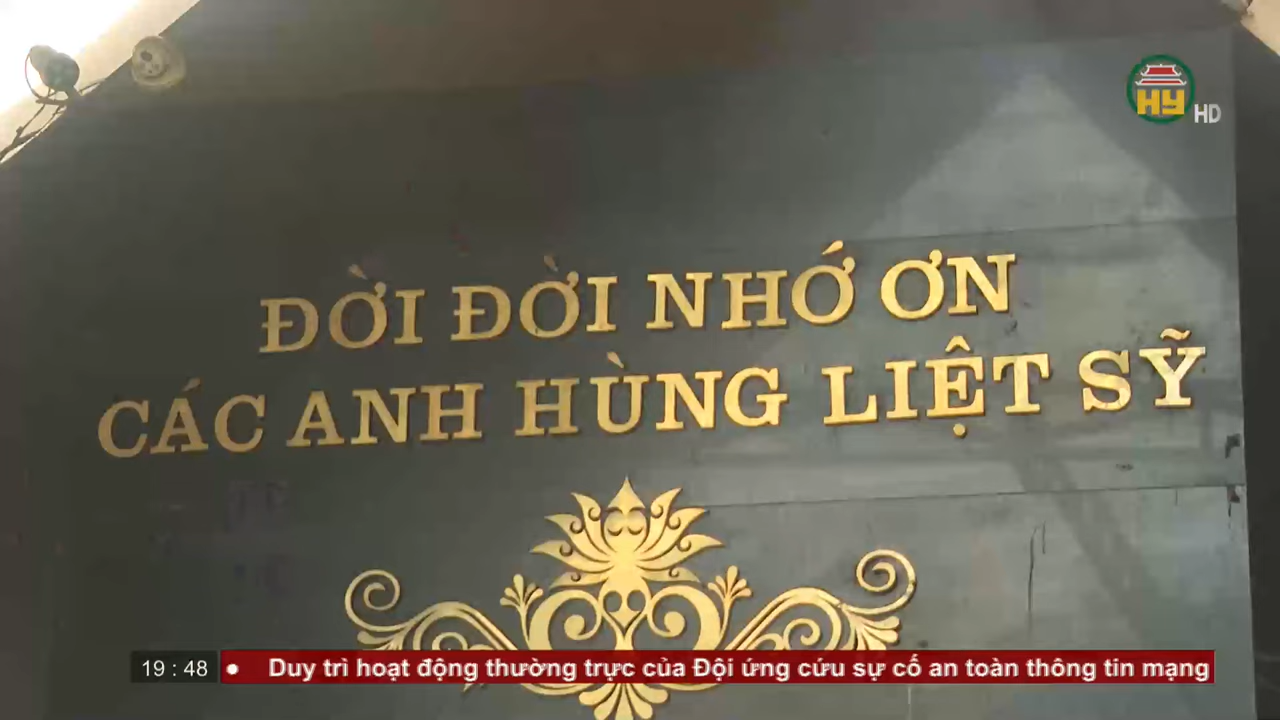 HY HD
ĐỜI ĐỜI NHỚ ƠN
CÁC ANH HÙNG LIỆT SỸ
19 : 48 ● Duy trì hoạt động thường trực của Đội ứng cứu sự cố an toàn thông tin mạng